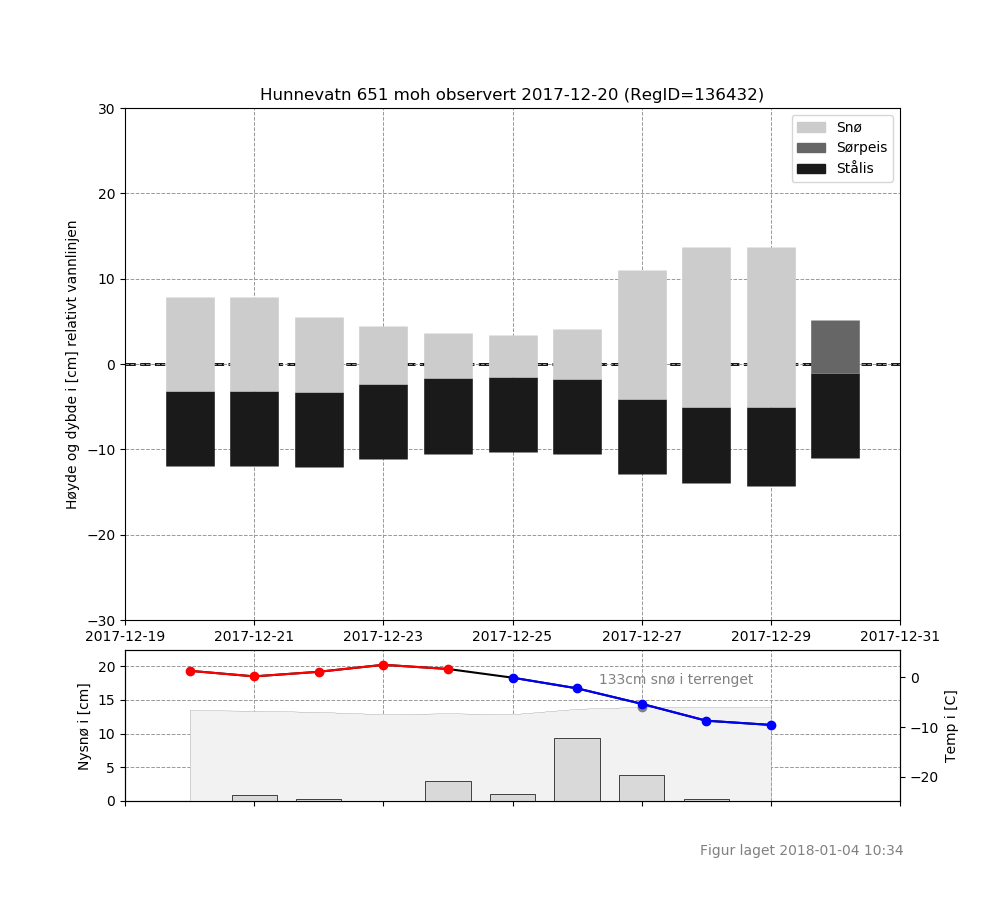 Hunnevatn 651 moh observert 2017-12-20 (RegID=136432)
Høyde og dybde i [cm] relativt vannlinjen
30
20
10
0
−10
−20
−30
Snø
Sørpeis
Stålis
2017-12-19
2017-12-21
2017-12-23
2017-12-25
2017-12-27
2017-12-29
2017-12-31
Nysnø i [cm]
20
15
10
5
0
133cm snø i terrenget
0
−10
−20
Temp i [C]
Figur laget 2018-01-04 10:34